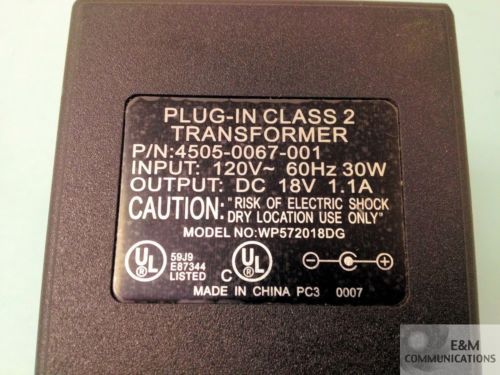 PLUG-IN CLASS 2
TRANSFORMER
P/N:4505-0067-001
INPUT: 120V~ 60Hz 30W
OUTPUT: DC 18V 1.1A
CAUTION: "RISK OF ELECTRIC SHOCK
DRY LOCATION USE ONLY"
MODEL NO:WP572018DG
UL 59J9
E87344
LISTED
C UL
MADE IN CHINA PC3 0007
E&M
COMMUNICATIONS